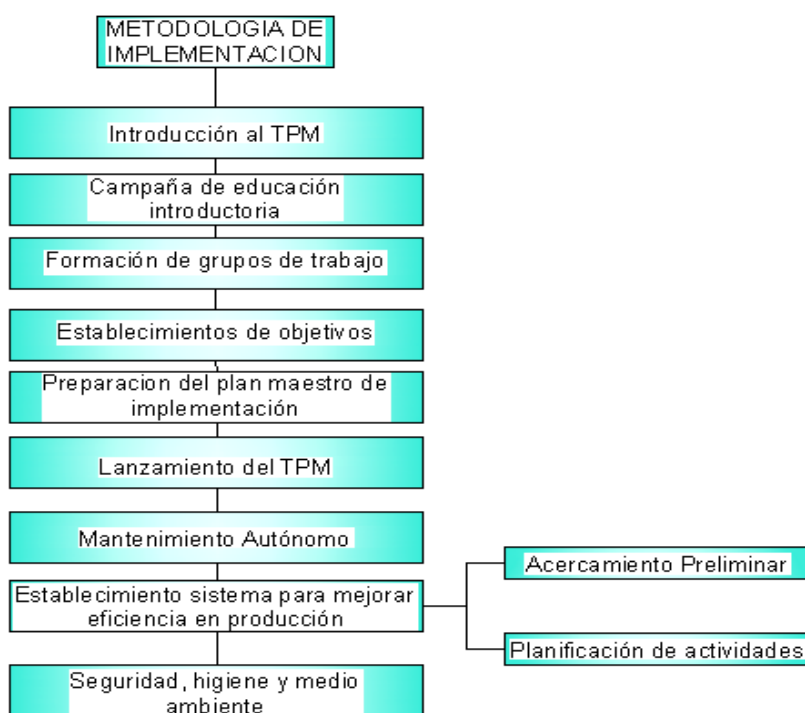 METODOLOGIA DE
IMPLEMENTACION
Introducción al TPM
Campaña de educación
introductoria
Formación de grupos de trabajo
Establecimientos de objetivos
Preparacion del plan maestro de
implementación
Lanzamiento del TPM
Mantenimiento Autónomo
Establecimiento sistema para mejorar
eficiencia en producción
Acercamiento Preliminar
Planificación de actividades
Seguridad, higiene y medio
ambiente